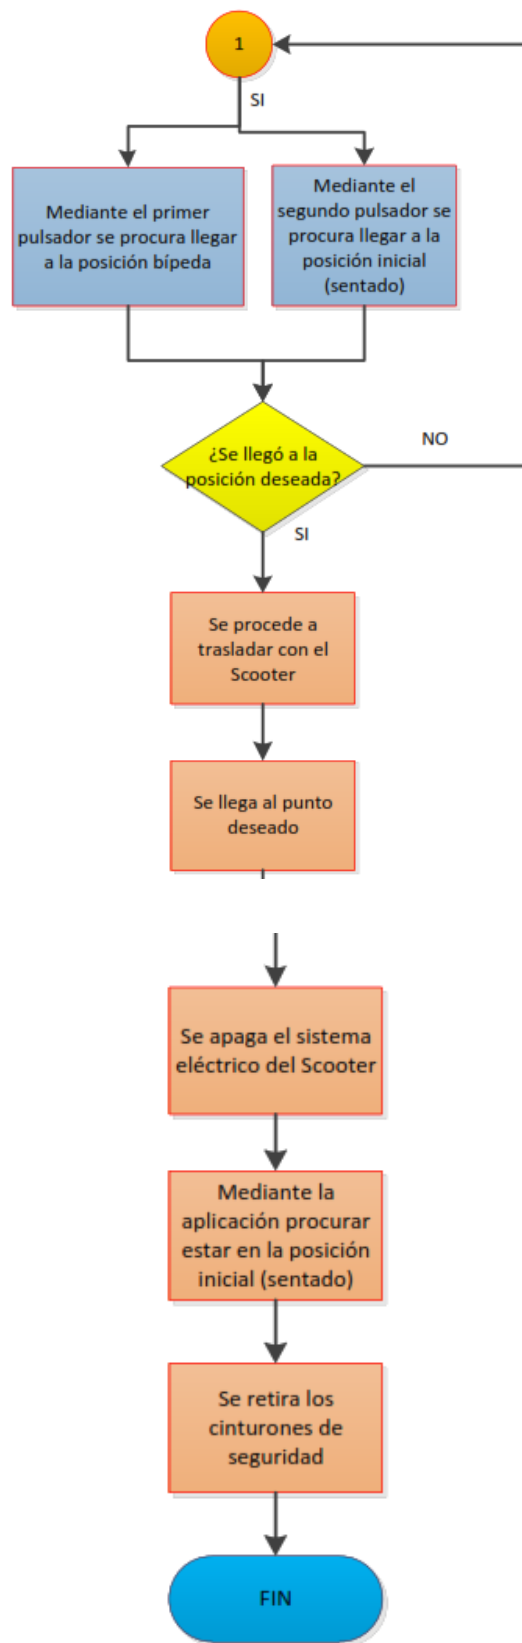 1
SI
Mediante el primer
pulsador se procura llegar
a la posición bípeda
Mediante el
segundo pulsador se
procura llegar a la
posición inicial
(sentado)
¿Se llegó a la
posición deseada?
NO
SI
Se procede a
trasladar con el
Scooter
Se llega al punto
deseado
Se apaga el sistema
eléctrico del Scooter
Mediante la
aplicación procurar
estar en la posición
inicial (sentado)
Se retira los
cinturones de
seguridad
FIN